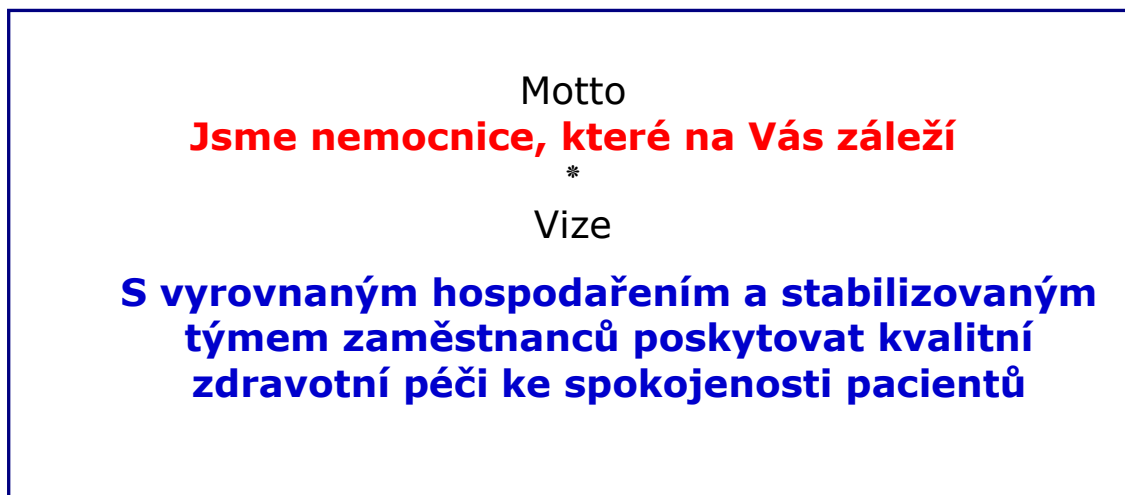 Motto
Jsme nemocnice, které na Vás záleží
*
Vize
S vyrovnaným hospodařením a stabilizovaným
týmem zaměstnanců poskytovat kvalitní
zdravotní péči ke spokojenosti pacientů